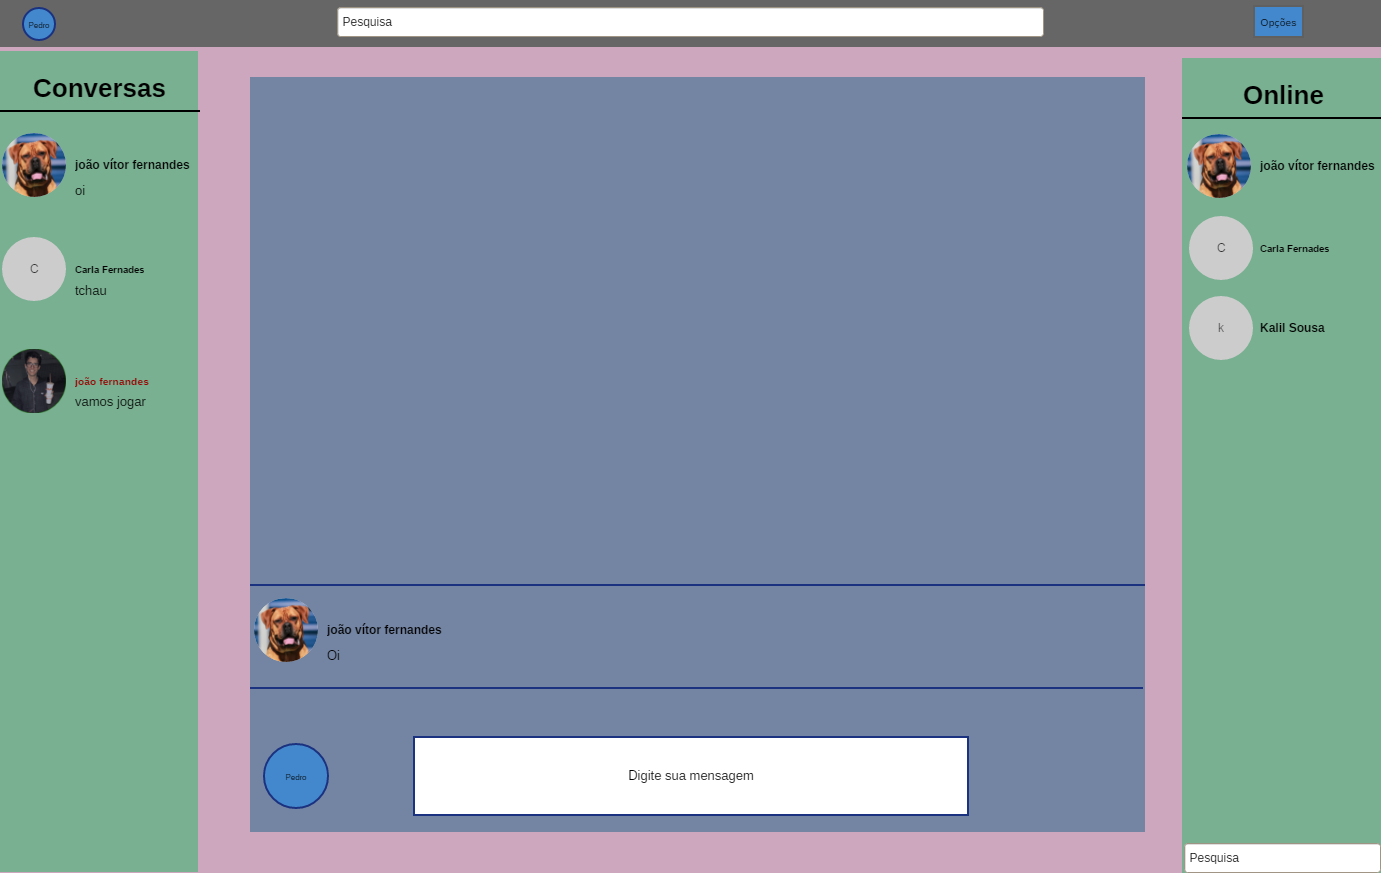 Pedro
Pesquisa
Opções
Conversas
joão vítor fernandes
oi
C
Carla Fernades
tchau
joão fernandes
vamos jogar
joão vítor fernandes
Oi
Pedro
Digite sua mensagem
Online
joão vítor fernandes
C
Carla Fernades
k
Kalil Sousa
Pesquisa